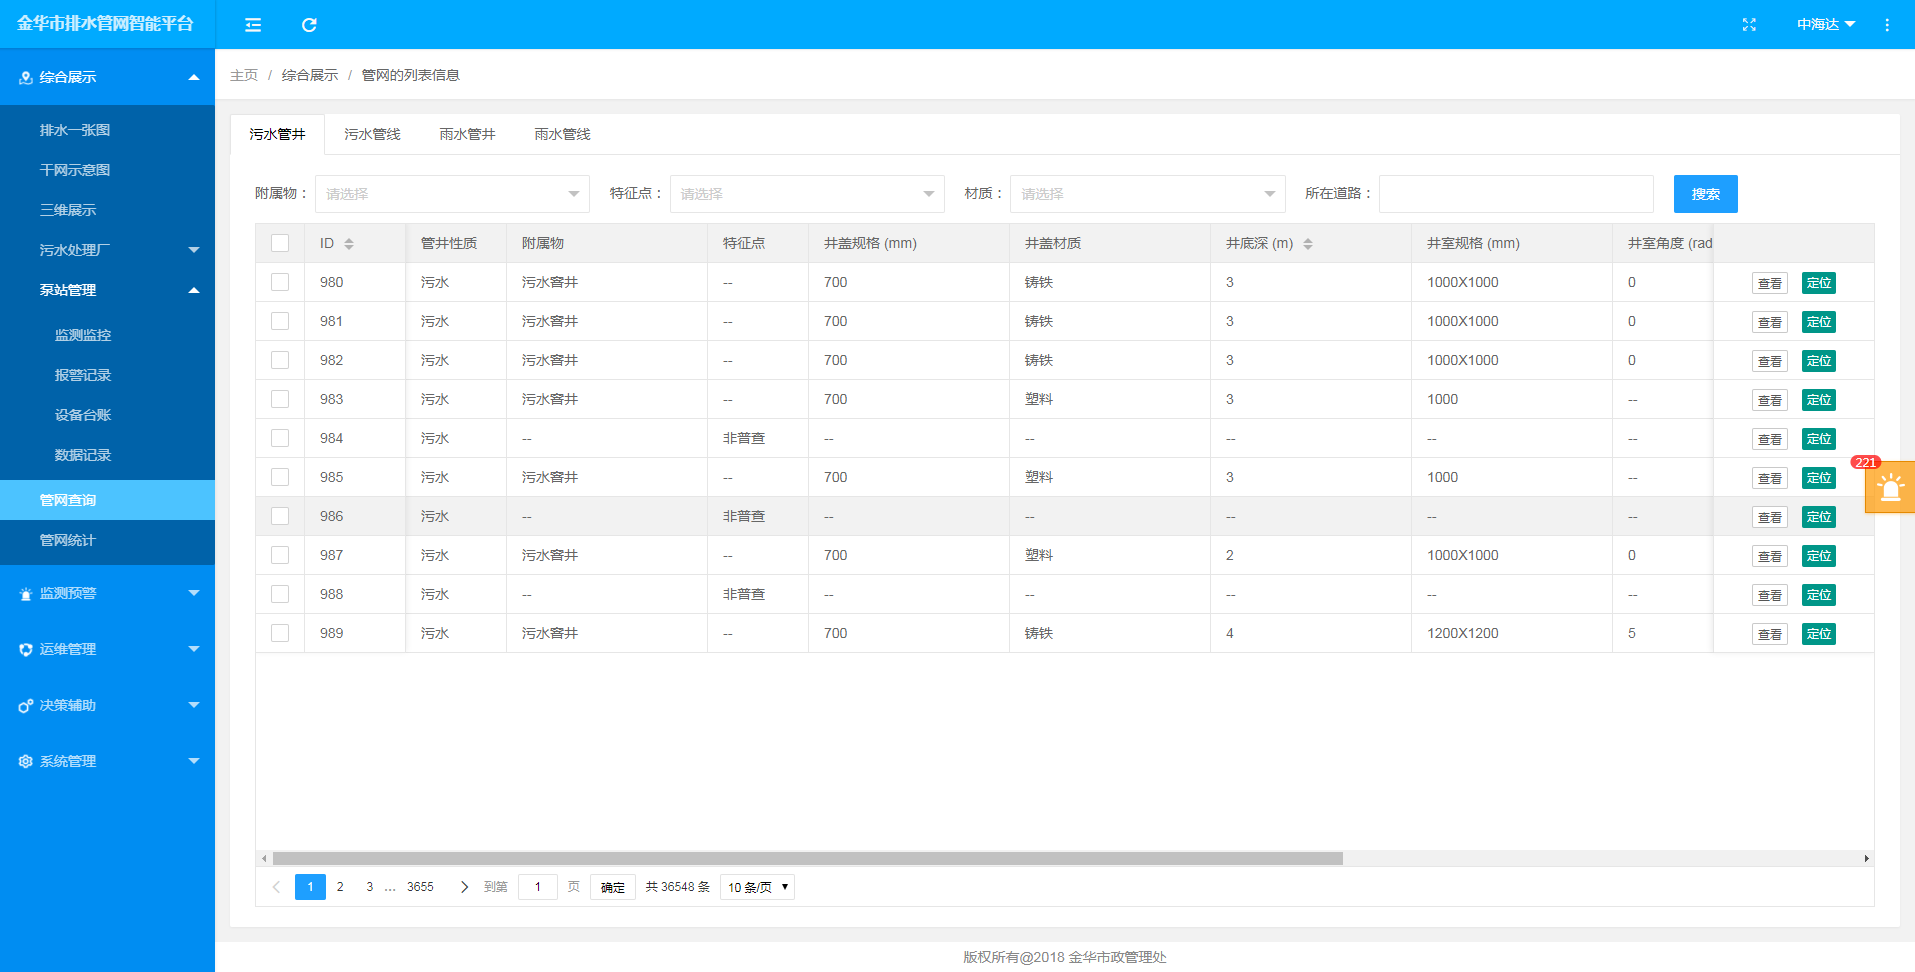 金华市排水管网智能平台
中海达
综合展示
排水一张图
干网示意图
三维展示
污水处理厂
泵站管理
监测监控
报警记录
设备台账
数据记录
管网查询
管网统计
监测预警
运维管理
决策辅助
系统管理
主页 / 综合展示 / 管网的列表信息
污水管井 污水管线 雨水管井 雨水管线
附属物： 请选择 特征点： 请选择 材质： 请选择 所在道路： 搜索
ID 管井性质 附属物 特征点 井盖规格 (mm) 井盖材质 井底深 (m) 井室规格 (mm) 井室角度 (rad
980 污水 污水窨井 -- 700 铸铁 3 1000X1000 0 查看 定位
981 污水 污水窨井 -- 700 铸铁 3 1000X1000 0 查看 定位
982 污水 污水窨井 -- 700 铸铁 3 1000X1000 0 查看 定位
983 污水 污水窨井 -- 700 塑料 3 1000 -- 查看 定位
984 污水 -- 非普查 -- -- -- -- -- 查看 定位
985 污水 污水窨井 -- 700 塑料 3 1000 -- 查看 定位
221
986 污水 -- 非普查 -- -- -- -- -- 查看 定位
987 污水 污水窨井 -- 700 塑料 2 1000X1000 0 查看 定位
988 污水 -- 非普查 -- -- -- -- -- 查看 定位
989 污水 污水窨井 -- 700 铸铁 4 1200X1200 5 查看 定位
1 2 3 … 3655 到第 1 页 确定 共 36548 条 10 条/页
版权所有@2018 金华市政管理处